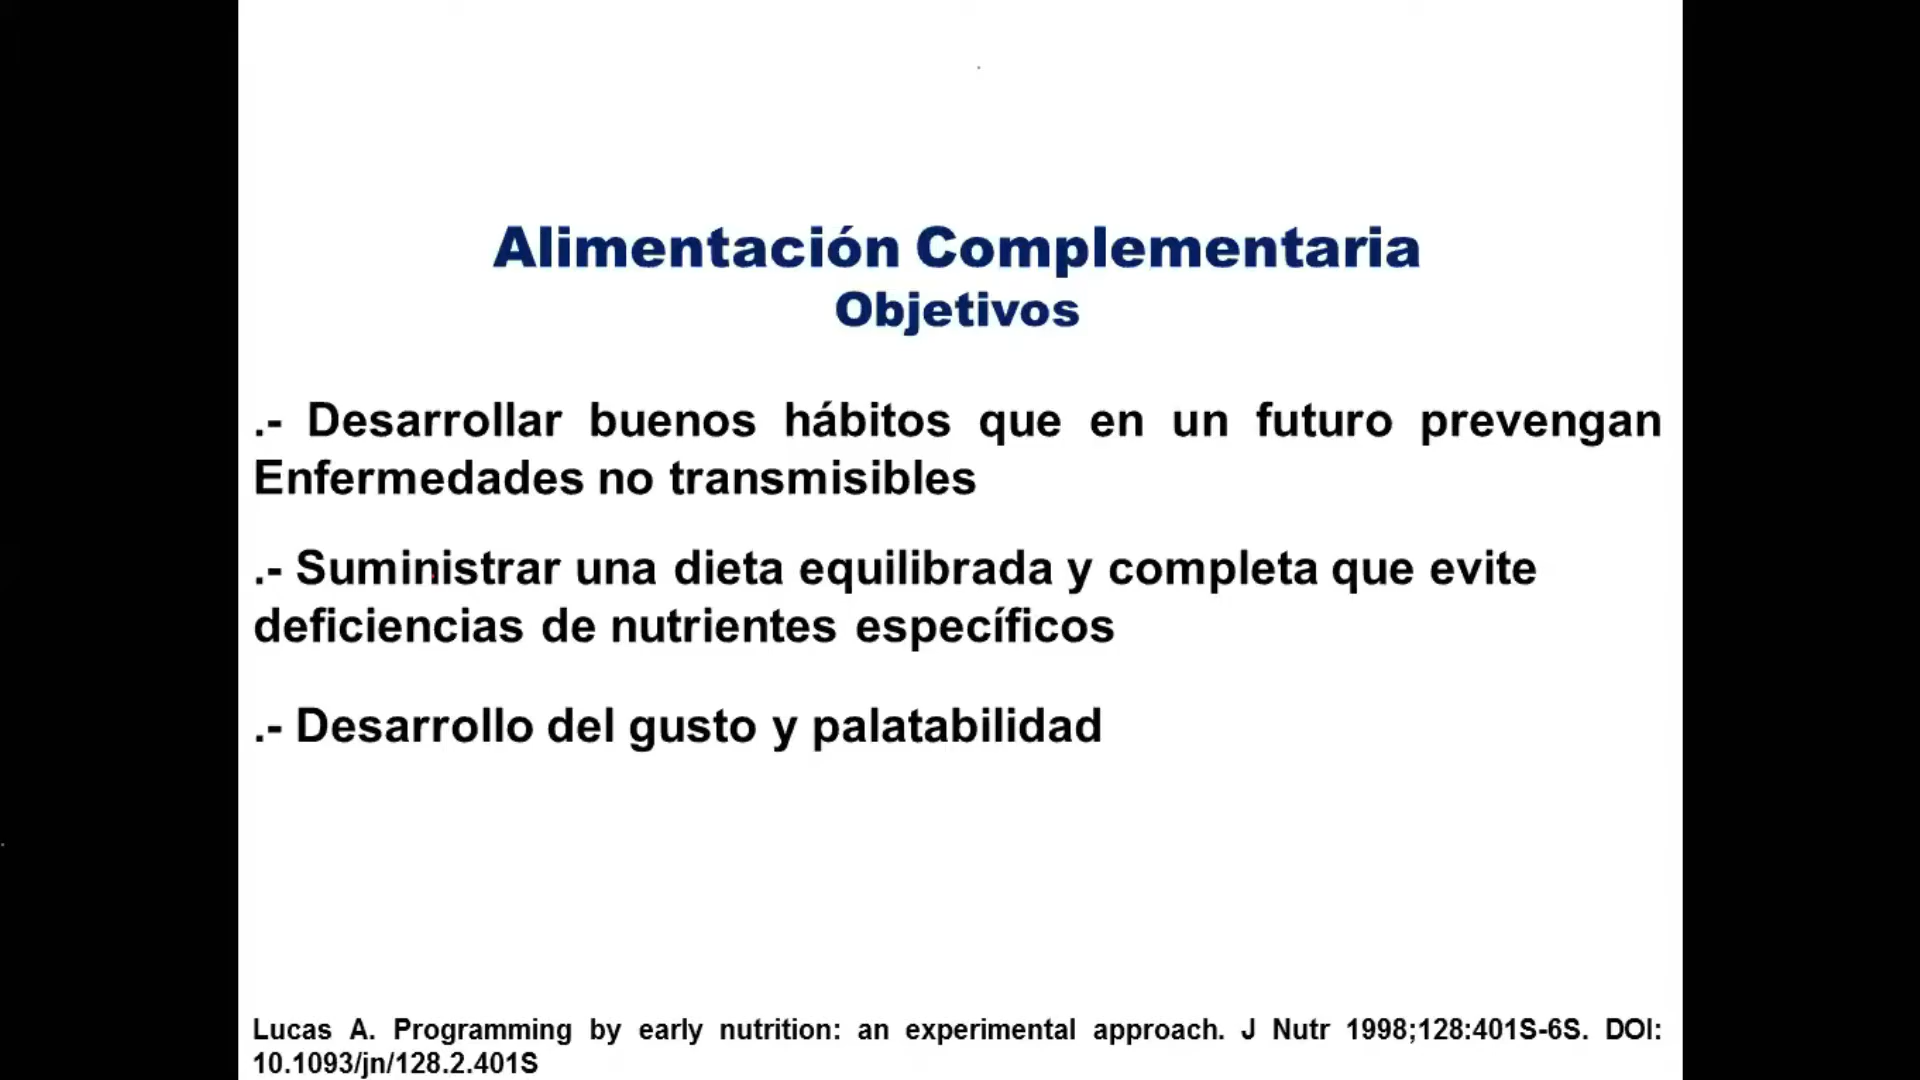 Alimentación Complementaria
Objetivos
.- Desarrollar buenos hábitos que en un futuro prevengan
Enfermedades no transmisibles
.- Suministrar una dieta equilibrada y completa que evite
deficiencias de nutrientes específicos
.- Desarrollo del gusto y palatabilidad
Lucas A. Programming by early nutrition: an experimental approach. J Nutr 1998;128:401S-6S. DOI:
10.1093/jn/128.2.401S